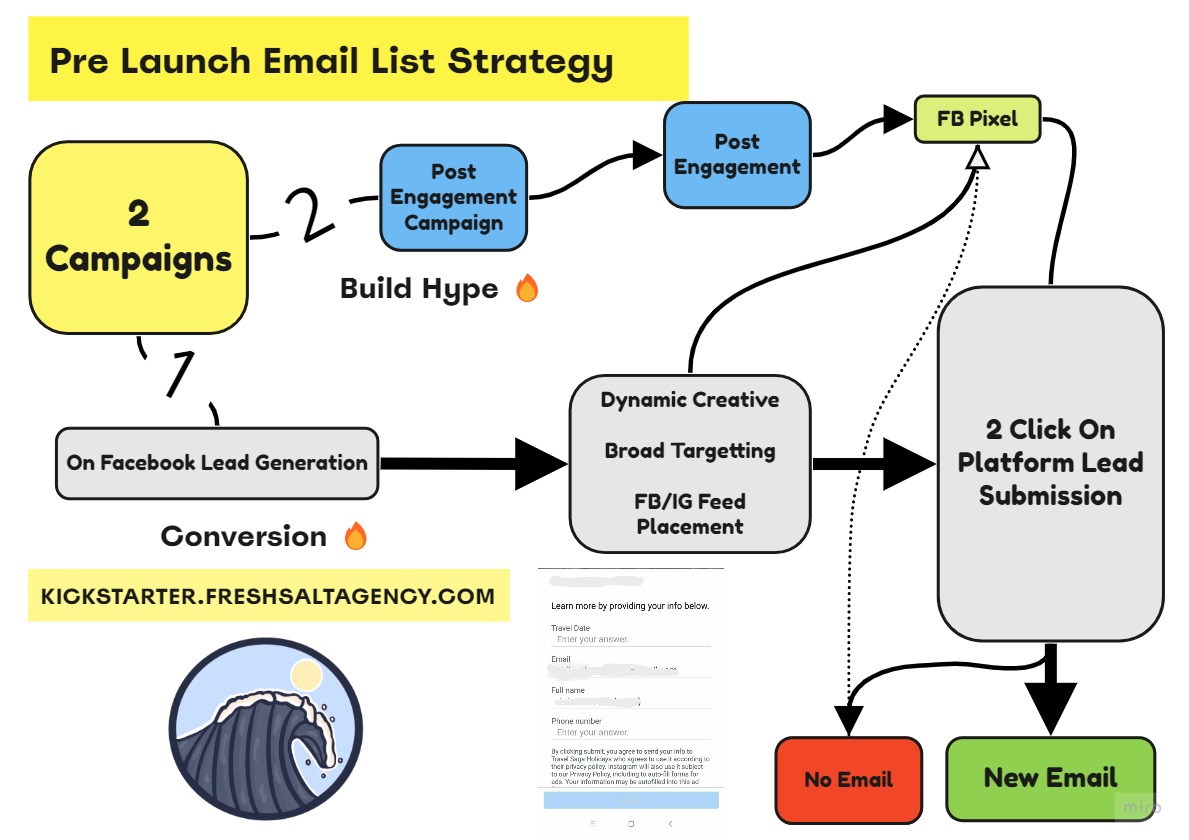 Pre Launch Email List Strategy
2
Campaigns
2
Post
Engagement
Campaign
Build Hype
Post
Engagement
FB Pixel
1
On Facebook Lead Generation
Conversion
Dynamic Creative
Broad Targetting
FB/IG Feed
Placement
2 Click On
Platform Lead
Submission
KICKSTARTER.FRESHSALTAGENCY.COM
Learn more by providing your info below.
Travel Date
Enter your answer.
Email
Full name
Phone number
Enter your answer.
By clicking submit, you agree to send your info to
Travel Saga Holidays who agrees to use it according to
their privacy policy. Instagram will also use it subject
to our Privacy Policy, including to auto-fill forms for
ads. Your information may be autofilled into this ad
No Email
New Email
miro